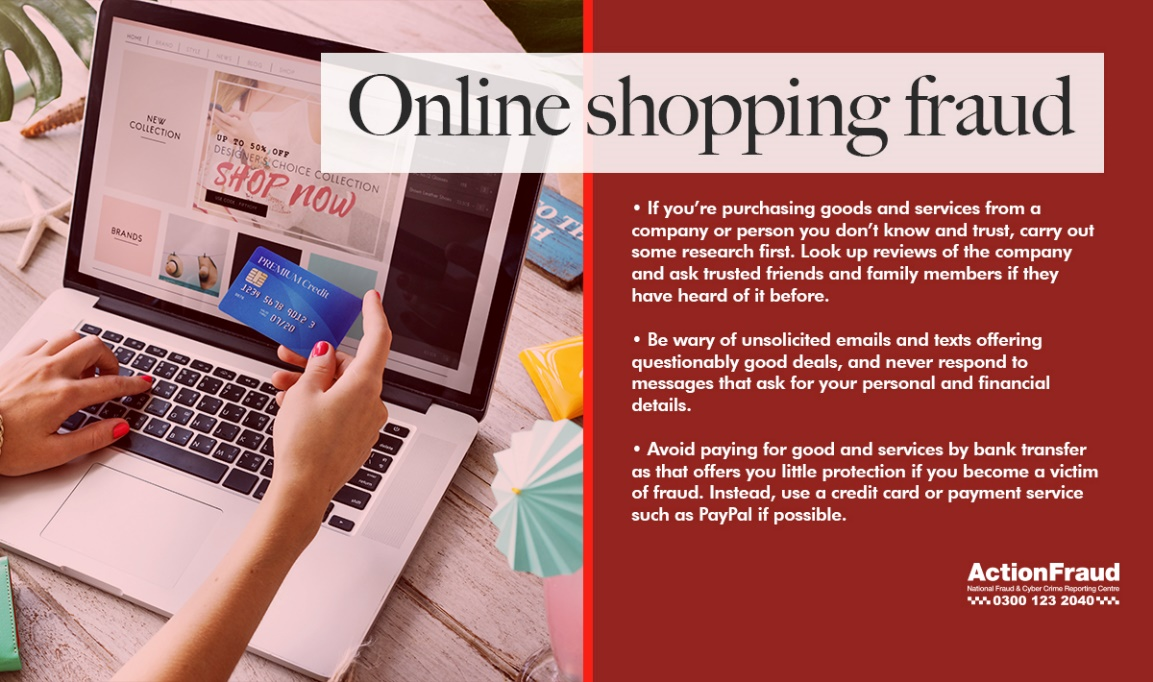 Online shopping fraud
HOME | BRAND | STYLE | NEWS | BLOG | SHOP
NEW
COLLECTION
UP TO 50% OFF
DESIGNER'S CHOICE COLLECTION
SHOP NOW
BRANDS
PREMIUM Credit
1234 5678 9012 3
07/20
• If you’re purchasing goods and services from a
company or person you don’t know and trust, carry out
some research first. Look up reviews of the company
and ask trusted friends and family members if they
have heard of it before.
• Be wary of unsolicited emails and texts offering
questionably good deals, and never respond to
messages that ask for your personal and financial
details.
• Avoid paying for good and services by bank transfer
as that offers you little protection if you become a victim
of fraud. Instead, use a credit card or payment service
such as PayPal if possible.
ActionFraud
National Fraud & Cyber Crime Reporting Centre
0300 123 2040